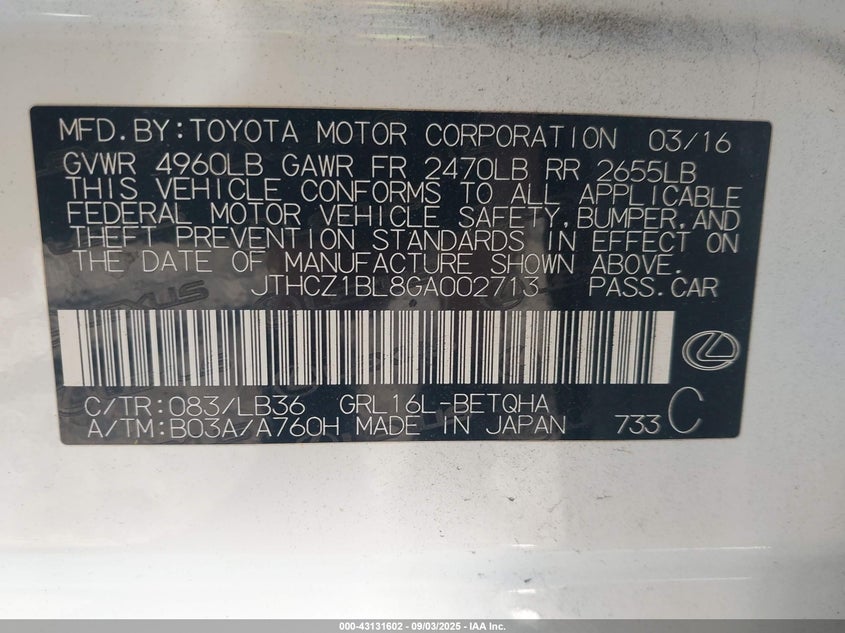 MFD.BY:TOYOTA MOTOR CORPORATION 03/16
GVWR 4960LB GAWR FR 2470LB RR 2655LB
THIS VEHICLE CONFORMS TO ALL APPLICABLE
FEDERAL MOTOR VEHICLE SAFETY,BUMPER,AND
THEFT PREVENTION STANDARDS IN EFFECT ON
THE DATE OF MANUFACTURE SHOWN ABOVE.
JTHCZ1BL8GA002713 PASS.CAR
C/TR:083/LB36 GRL16L-BETQHA
A/TM:B03A/A760H MADE IN JAPAN 733 C
000-43131602 - 09/03/2025 - IAA Inc.